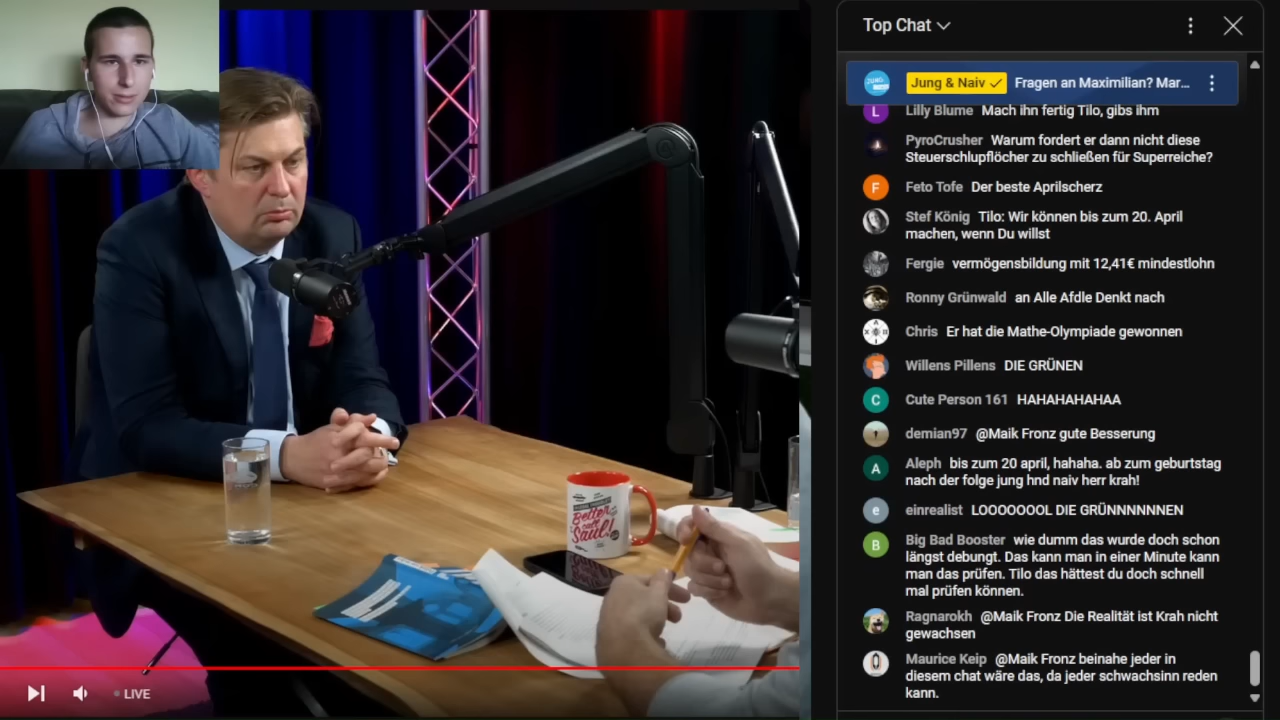 Top Chat
Jung & Naiv Fragen an Maximilian? Mar...
Lilly Blume Mach ihn fertig Tilo, gibs ihm
PyroCrusher Warum fordert er dann nicht diese
Steuerschlupflöcher zu schließen für Superreiche?
F
Feto Tofe Der beste Aprilscherz
Stef König Tilo: Wir können bis zum 20. April
machen, wenn Du willst
Fergie vermögensbildung mit 12,41€ mindestlohn
Ronny Grünwald an Alle Afdle Denkt nach
Chris Er hat die Mathe-Olympiade gewonnen
Willens Pillens DIE GRÜNEN
C
Cute Person 161 HAHAHAHAHAA
demian97 @Maik Fronz gute Besserung
A
Aleph bis zum 20 april, hahaha. ab zum geburtstag
nach der folge jung hnd naiv herr krah!
e
einrealist LOOOOOOOL DIE GRÜNNNNNNEN
B
Big Bad Booster wie dumm das wurde doch schon
längst debungt. Das kann man in einer Minute kann
man das prüfen. Tilo das hättest du doch schnell
mal prüfen können.
Ragnarokh @Maik Fronz Die Realität ist Krah nicht
gewachsen
Maurice Keip @Maik Fronz beinahe jeder in
diesem chat wäre das, da jeder schwachsinn reden
kann.
Better
Call
Saul!
LIVE